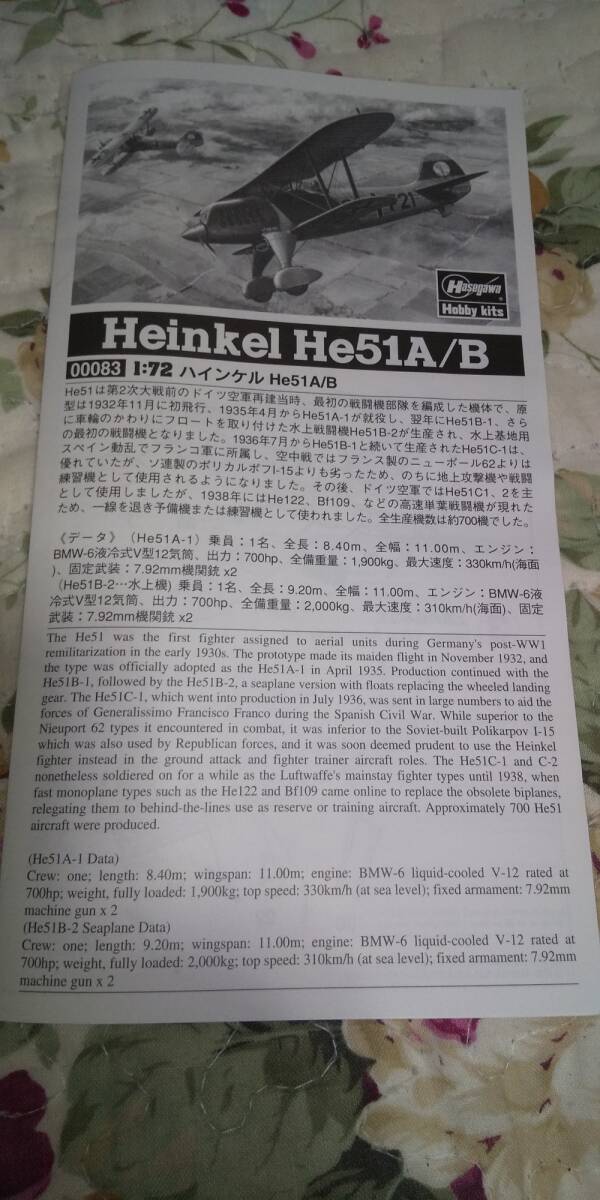 21
Hasegawa
Hobby kits
Heinkel He51A/B
00083 1:72 ハインケル He51A/B
He51は第2次大戦前のドイツ空軍再建当時、最初の戦闘機部隊を編成した機体で、原
型は1932年11月に初飛行、1935年4月からHe51A-1が就役し、翌年にHe51B-1、さら
に車輪のかわりにフロートを取り付けた水上戦闘機He51B-2が生産され、水上基地用
の最初の戦闘機となりました。1936年7月からHe51B-1と続いて生産されたHe51C-1は、
スペイン動乱でフランコ軍に所属し、空中戦ではフランス製のニューポール62よりは
優れていたが、ソ連製のポリカルポフI-15よりも劣ったため、のちに地上攻撃機や戦闘
練習機として使用されるようになりました。その後、ドイツ空軍ではHe51C1、2を主
として使用しましたが、1938年にはHe122、Bf109、などの高速単葉戦闘機が現れた
ため、一線を退き予備機または練習機として使われました。全生産機数は約700機でした。
《データ》（He51A-1）乗員：1名、全長：8.40m、全幅：11.00m、エンジン：
BMW-6液冷式V型12気筒、出力：700hp、全備重量：1,900kg、最大速度：330km/h(海面
)、固定武装：7.92mm機関銃 x2
（He51B-2…水上機）乗員：1名、全長：9.20m、全幅：11.00m、エンジン：BMW-6液
冷式V型12気筒、出力：700hp、全備重量：2,000kg、最大速度：310km/h(海面)、固定
武装：7.92mm機関銃 x2
The He51 was the first fighter assigned to aerial units during Germany's post-WW1
remilitarization in the early 1930s. The prototype made its maiden flight in November 1932, and
the type was officially adopted as the He51A-1 in April 1935. Production continued with the
He51B-1, followed by the He51B-2, a seaplane version with floats replacing the wheeled landing
gear. The He51C-1, which went into production in July 1936, was sent in large numbers to aid the
forces of Generalissimo Francisco Franco during the Spanish Civil War. While superior to the
Nieuport 62 types it encountered in combat, it was inferior to the Soviet-built Polikarpov I-15
which was also used by Republican forces, and it was soon deemed prudent to use the Heinkel
fighter instead in the ground attack and fighter trainer aircraft roles. The He51C-1 and C-2
nonetheless soldiered on for a while as the Luftwaffe's mainstay fighter types until 1938, when
fast monoplane types such as the He122 and Bf109 came online to replace the obsolete biplanes,
relegating them to behind-the-lines use as reserve or training aircraft. Approximately 700 He51
aircraft were produced.
(He51A-1 Data)
Crew: one; length: 8.40m; wingspan: 11.00m; engine: BMW-6 liquid-cooled V-12 rated at
700hp; weight, fully loaded: 1,900kg; top speed: 330km/h (at sea level); fixed armament: 7.92mm
machine gun x 2
(He51B-2 Seaplane Data)
Crew: one; length: 9.20m; wingspan: 11.00m; engine: BMW-6 liquid-cooled V-12 rated at
700hp; weight, fully loaded: 2,000kg; top speed: 310km/h (at sea level); fixed armament: 7.92mm
machine gun x 2